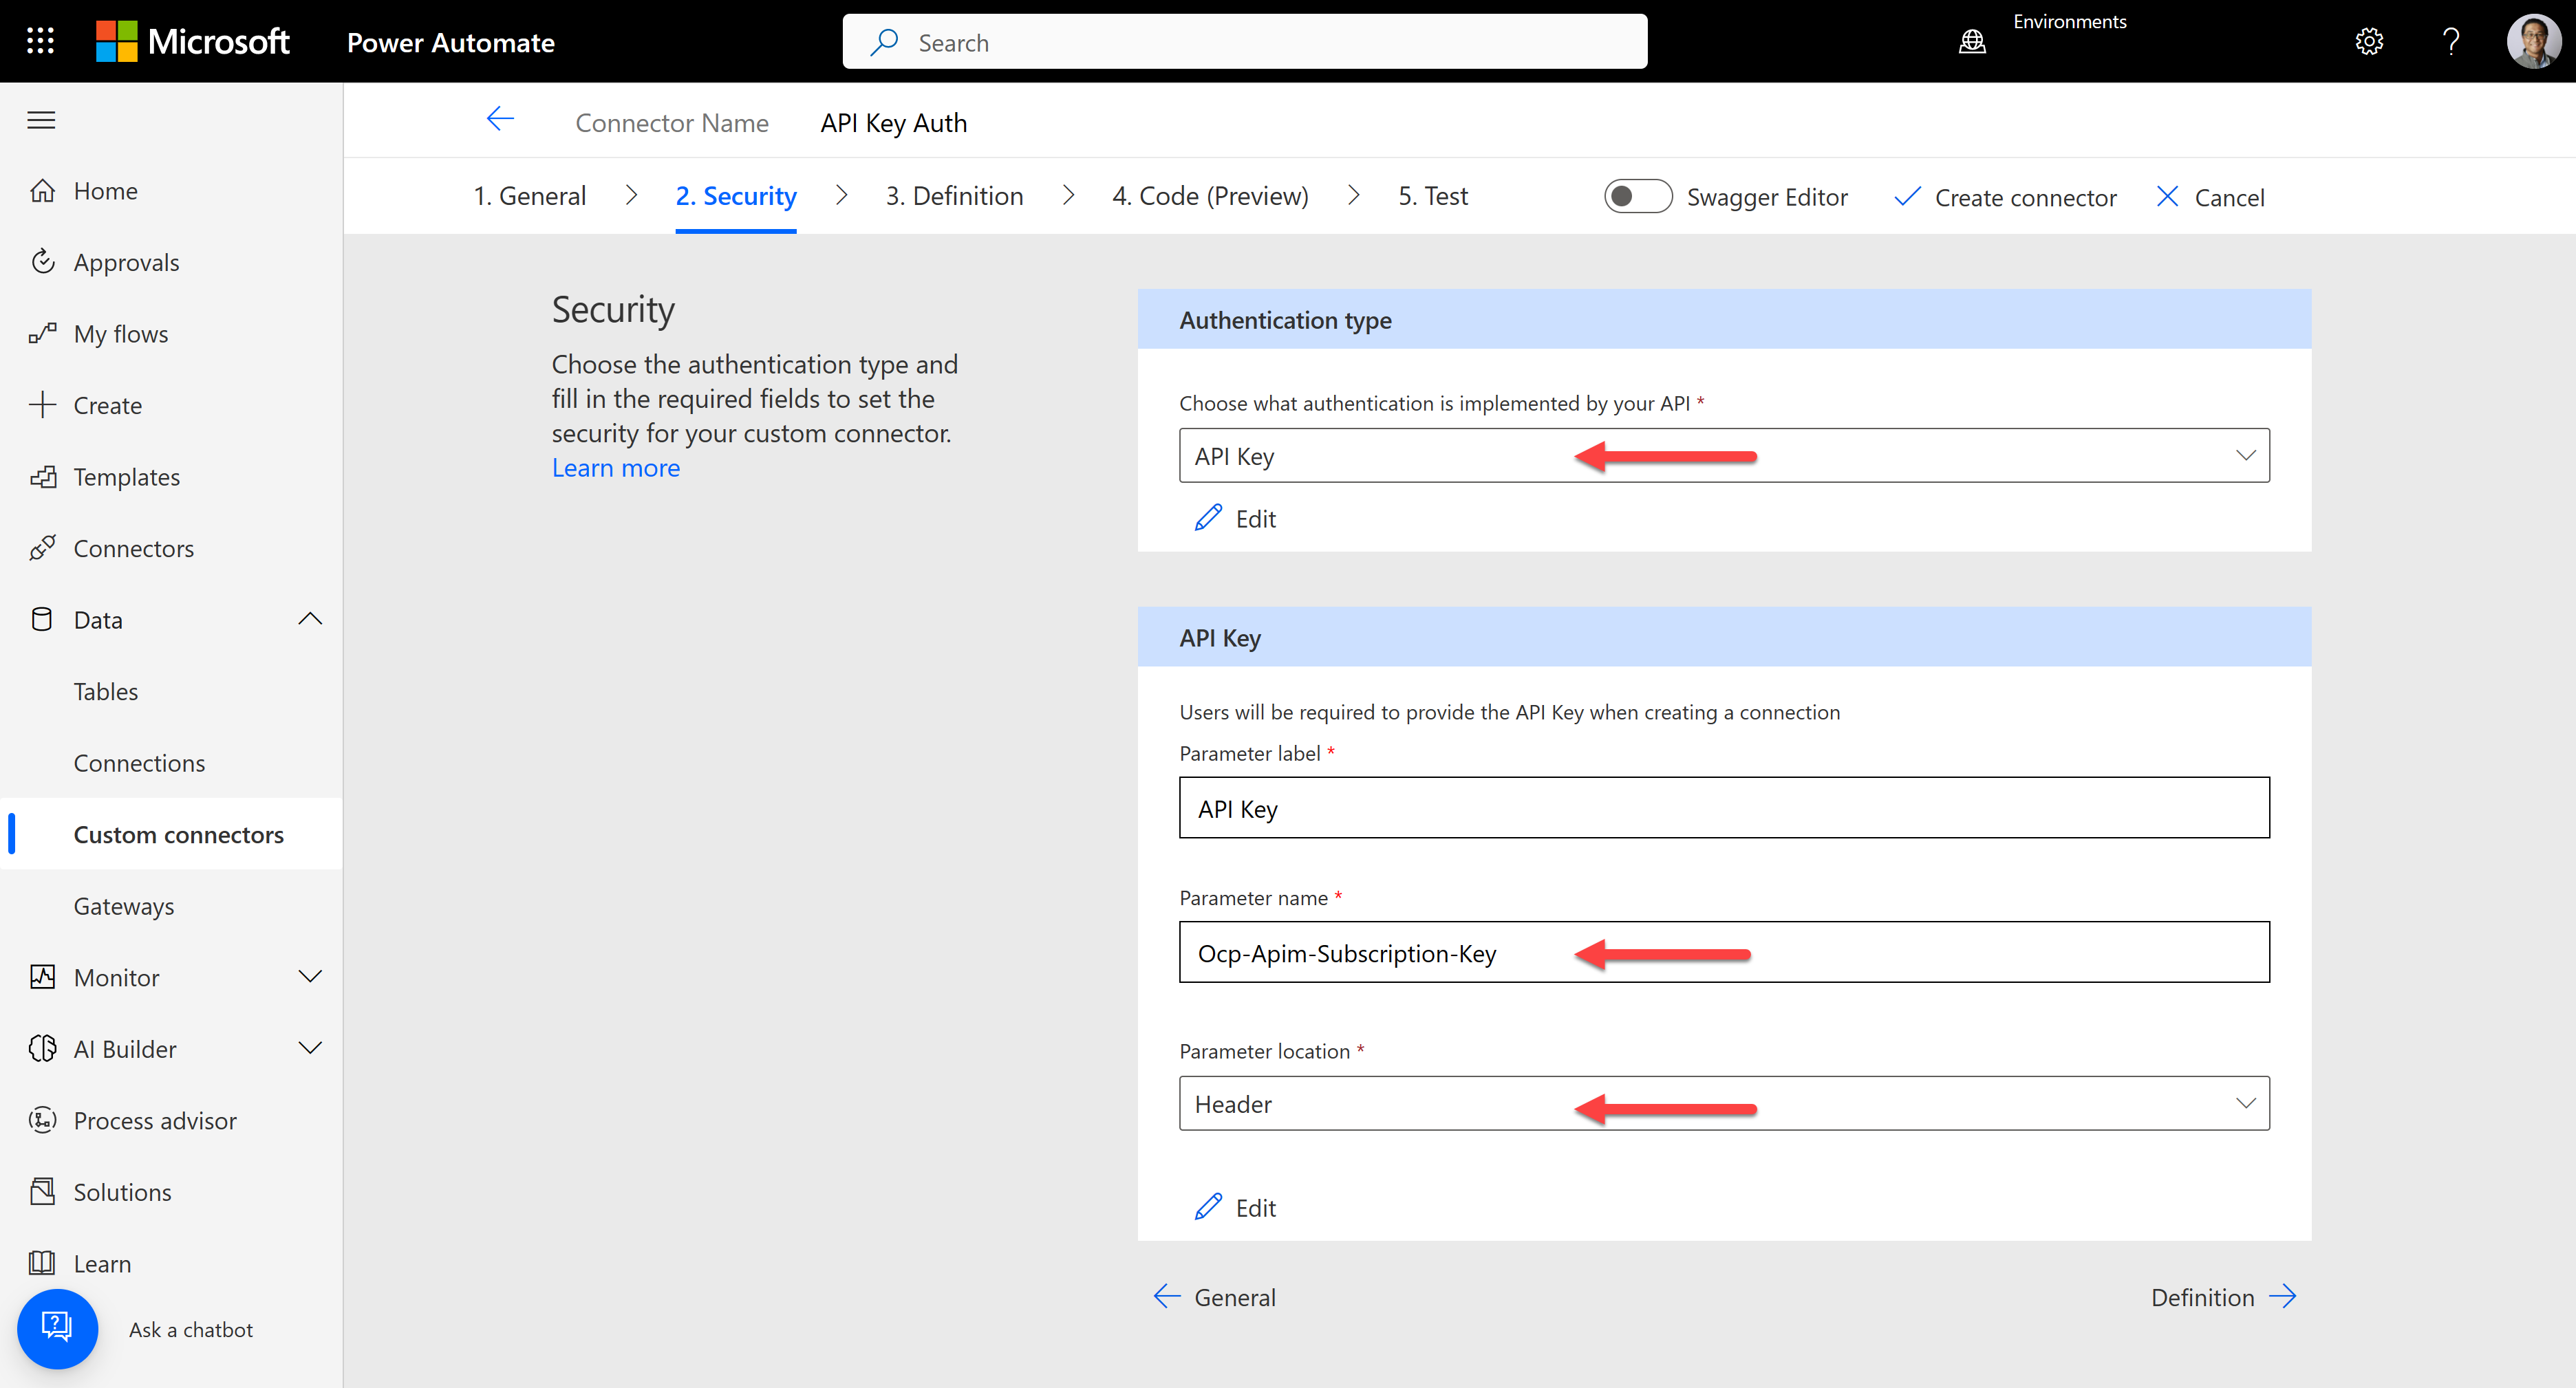 Microsoft
Power Automate
Search
Environments
Connector Name
API Key Auth
1. General
2. Security
3. Definition
4. Code (Preview)
5. Test
Swagger Editor
Create connector
Cancel
Home
Approvals
My flows
Create
Templates
Connectors
Data
Tables
Connections
Custom connectors
Gateways
Monitor
AI Builder
Process advisor
Solutions
Learn
Ask a chatbot
Security
Choose the authentication type and
fill in the required fields to set the
security for your custom connector.
Learn more
Authentication type
Choose what authentication is implemented by your API *
API Key
Edit
API Key
Users will be required to provide the API Key when creating a connection
Parameter label *
API Key
Parameter name *
Ocp-Apim-Subscription-Key
Parameter location *
Header
Edit
General
Definition